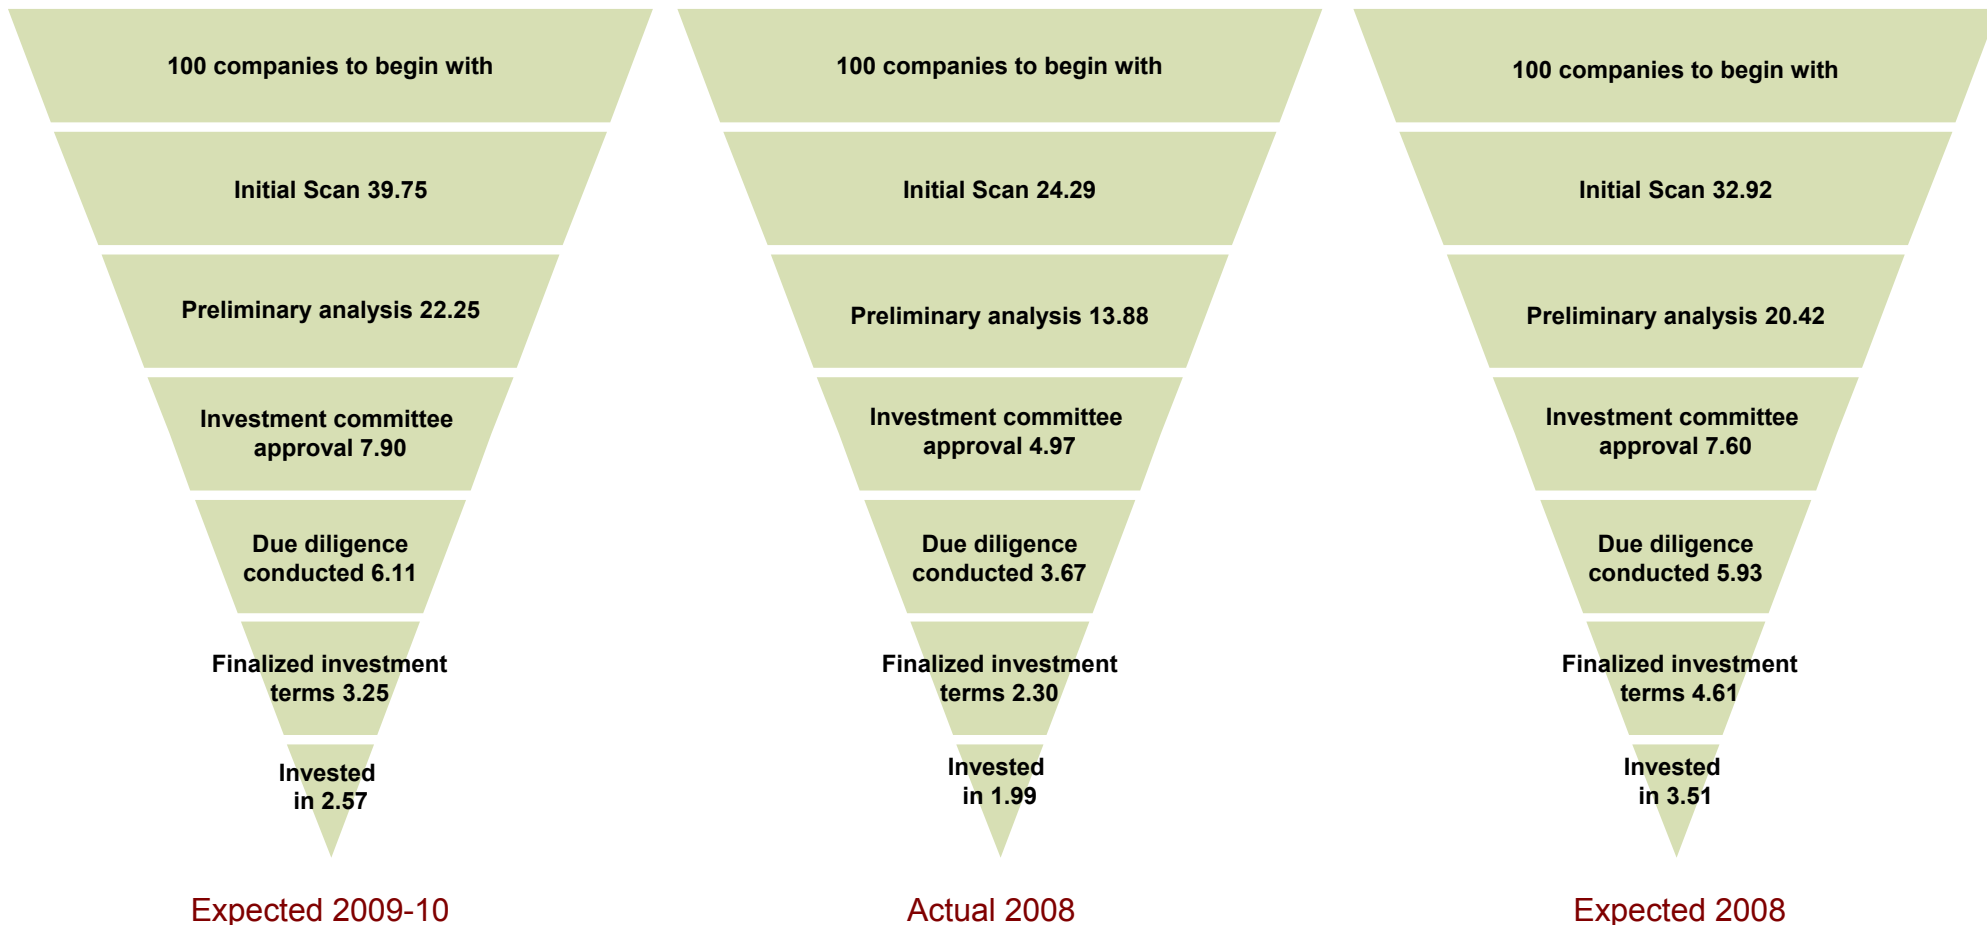 100 companies to begin with
Initial Scan 39.75
Preliminary analysis 22.25
Investment committee
approval 7.90
Due diligence
conducted 6.11
Finalized investment
terms 3.25
Invested
in 2.57
Expected 2009-10
100 companies to begin with
Initial Scan 24.29
Preliminary analysis 13.88
Investment committee
approval 4.97
Due diligence
conducted 3.67
Finalized investment
terms 2.30
Invested
in 1.99
Actual 2008
100 companies to begin with
Initial Scan 32.92
Preliminary analysis 20.42
Investment committee
approval 7.60
Due diligence
conducted 5.93
Finalized investment
terms 4.61
Invested
in 3.51
Expected 2008